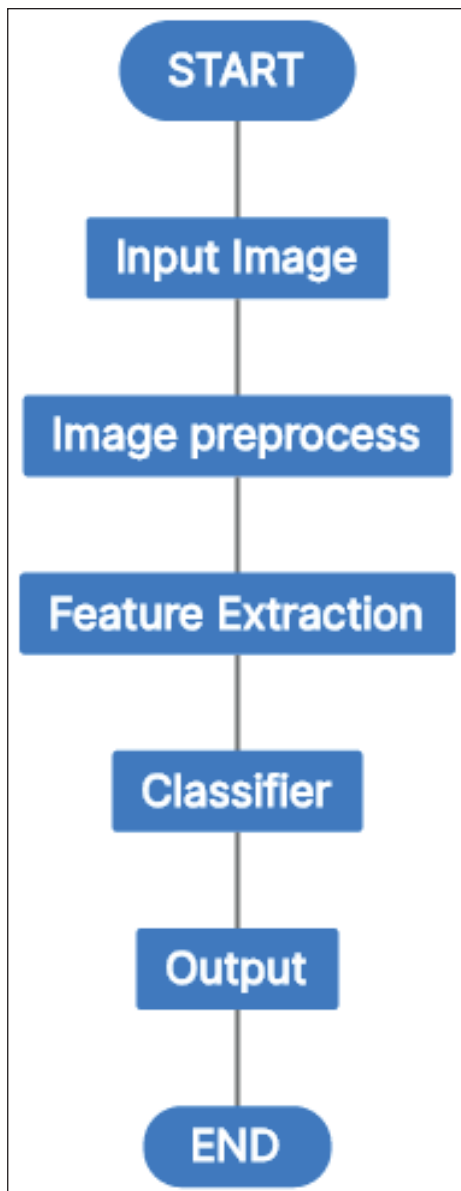 START
Input Image
Image preprocess
Feature Extraction
Classifier
Output
END